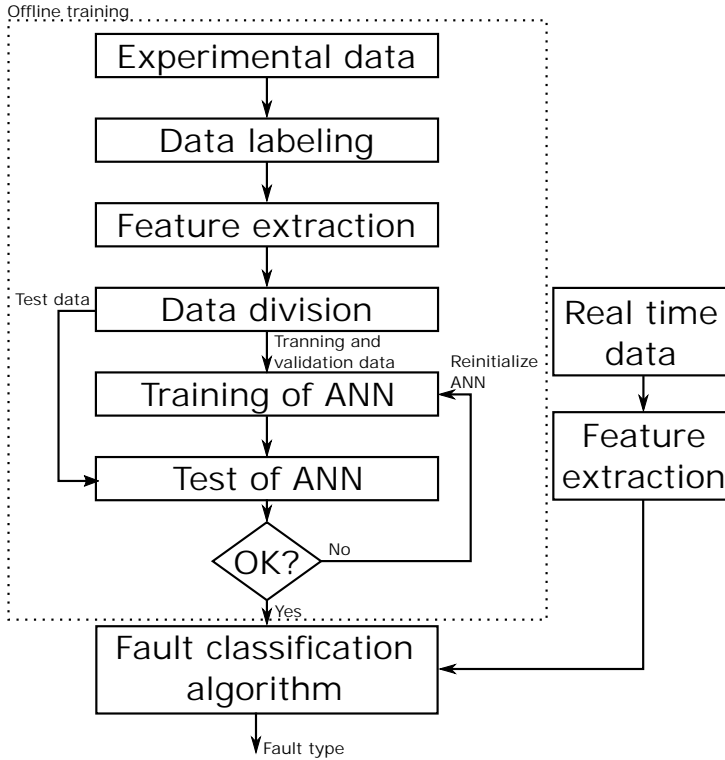 Offline training
Experimental data
Data labeling
Feature extraction
Test data
Data division
Tranning and
validation data
Reinitialize
ANN
Training of ANN
Test of ANN
OK?
No
Yes
Real time
data
Feature
extraction
Fault classification
algorithm
Fault type